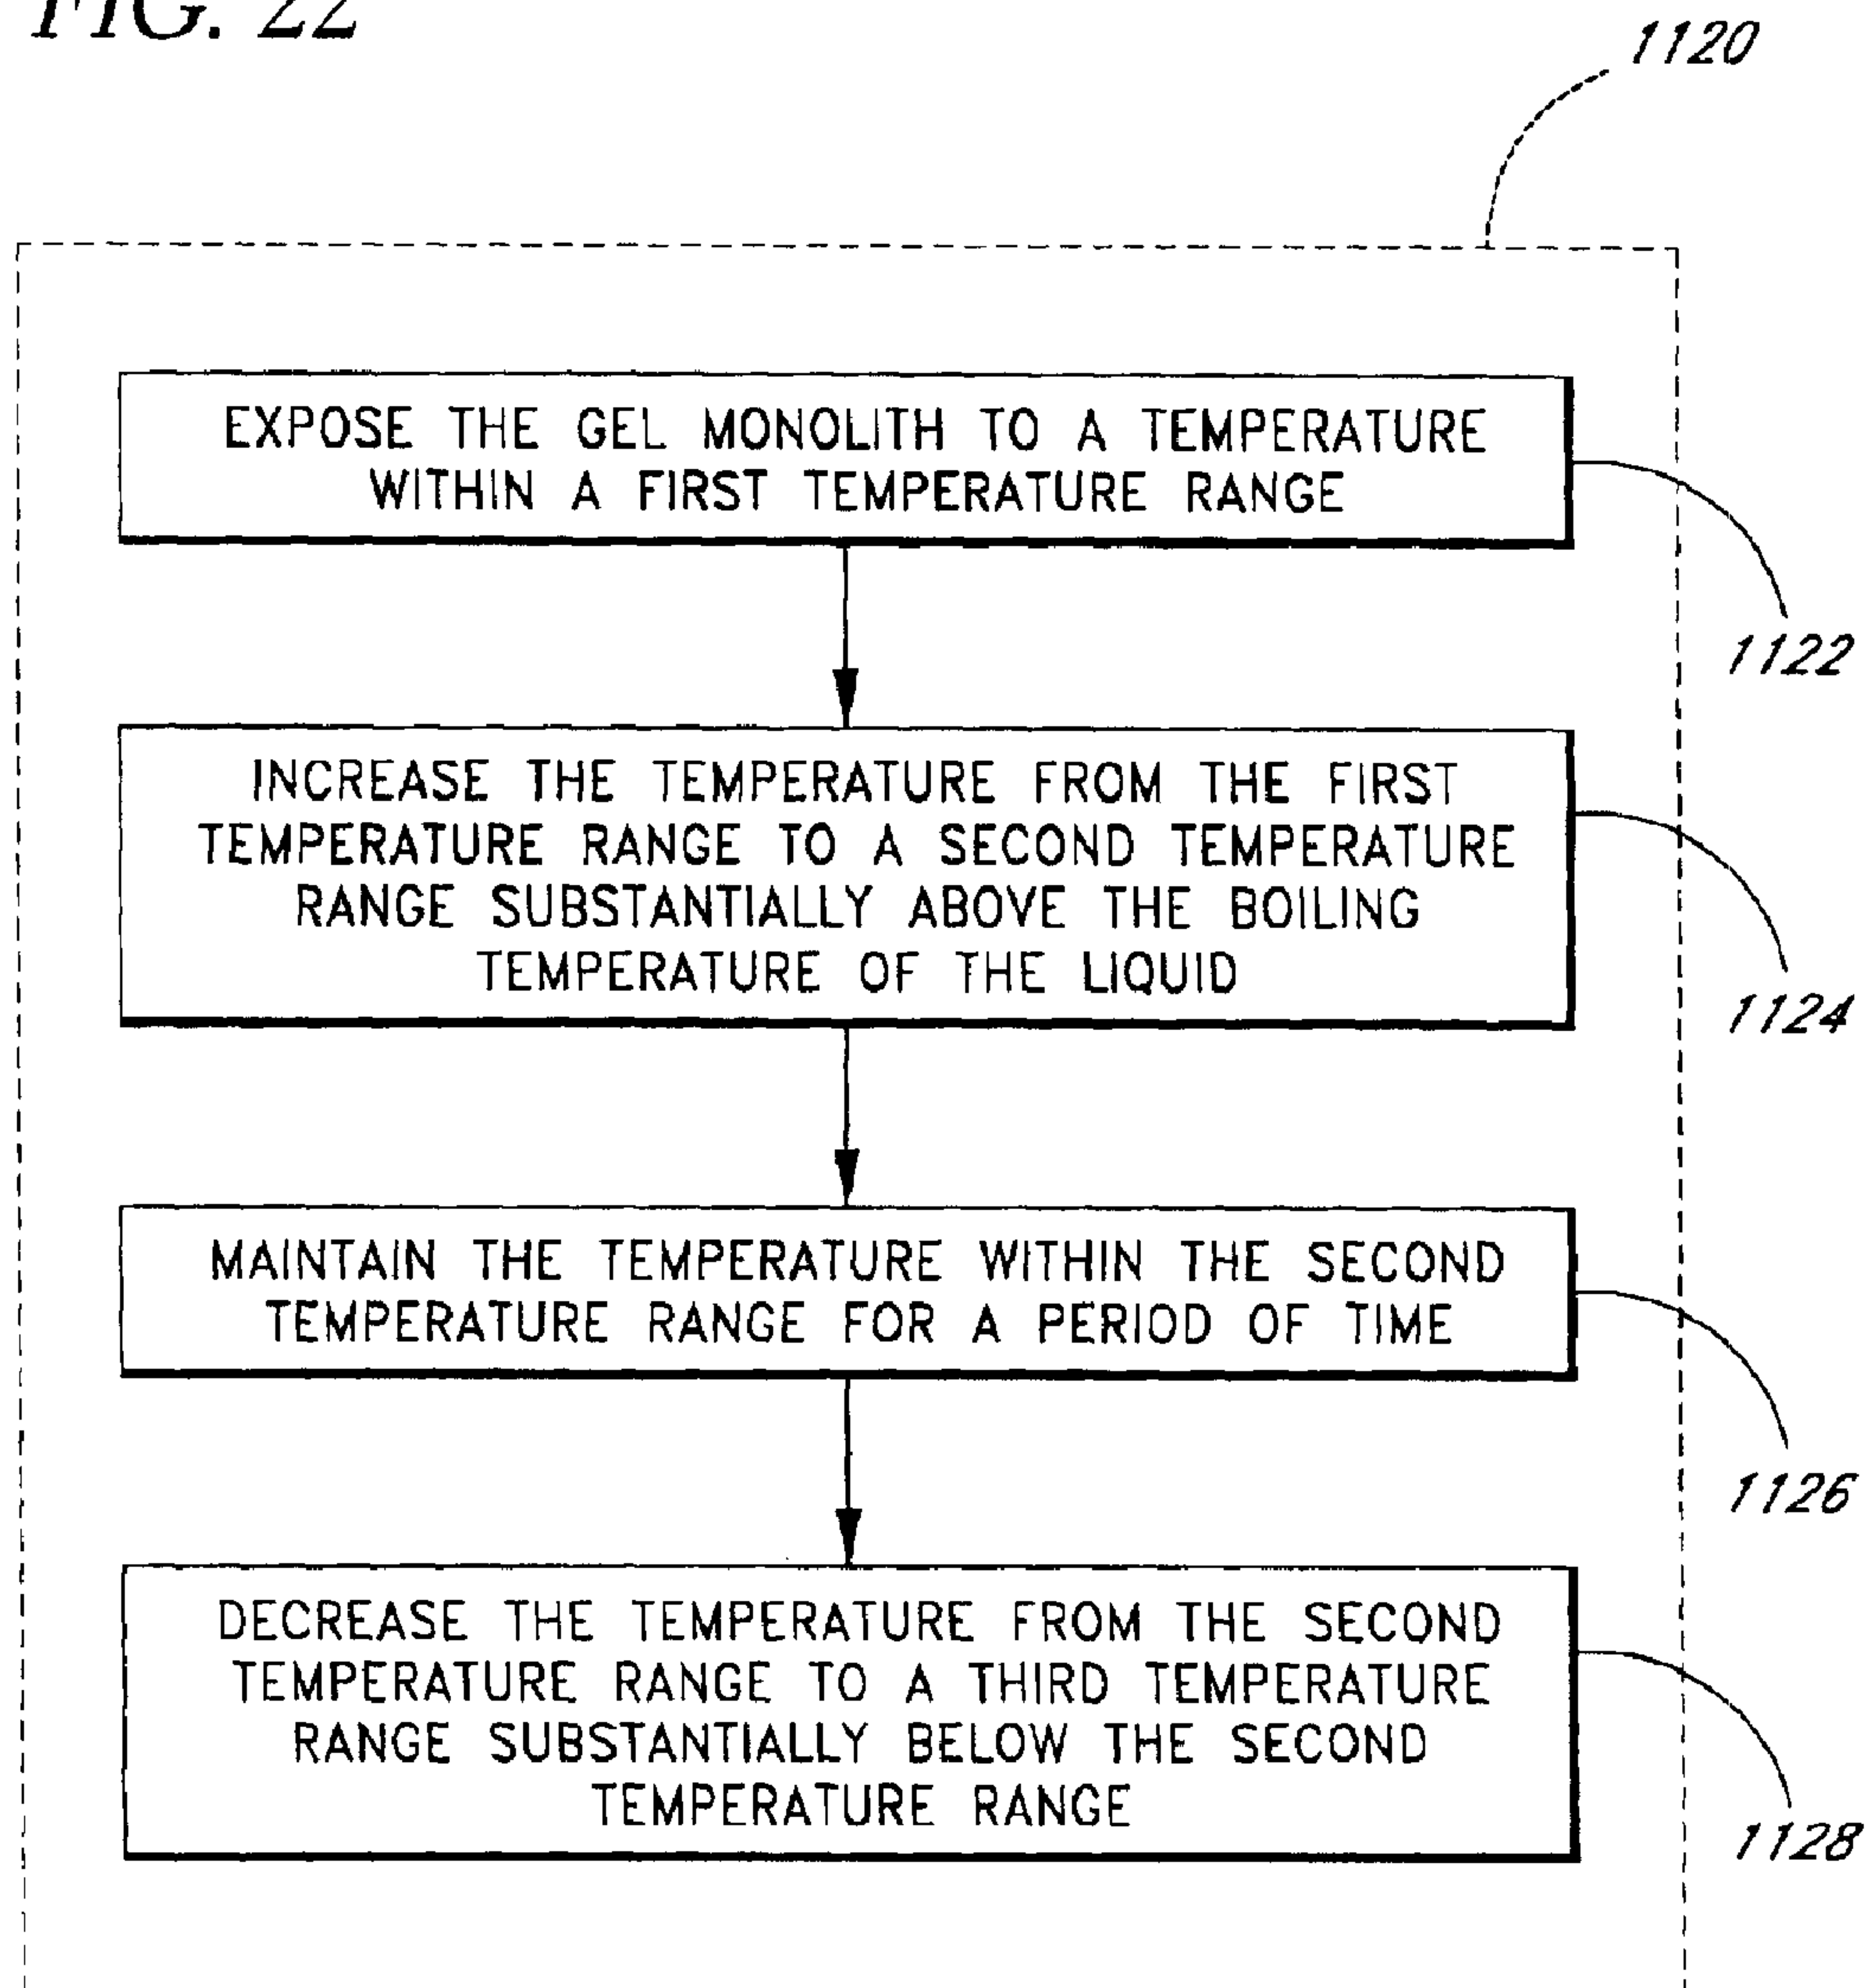 FIG. 22
1120
EXPOSE THE GEL MONOLITH TO A TEMPERATURE
WITHIN A FIRST TEMPERATURE RANGE
1122
INCREASE THE TEMPERATURE FROM THE FIRST
TEMPERATURE RANGE TO A SECOND TEMPERATURE
RANGE SUBSTANTIALLY ABOVE THE BOILING
TEMPERATURE OF THE LIQUID
1124
MAINTAIN THE TEMPERATURE WITHIN THE SECOND
TEMPERATURE RANGE FOR A PERIOD OF TIME
1126
DECREASE THE TEMPERATURE FROM THE SECOND
TEMPERATURE RANGE TO A THIRD TEMPERATURE
RANGE SUBSTANTIALLY BELOW THE SECOND
TEMPERATURE RANGE
1128